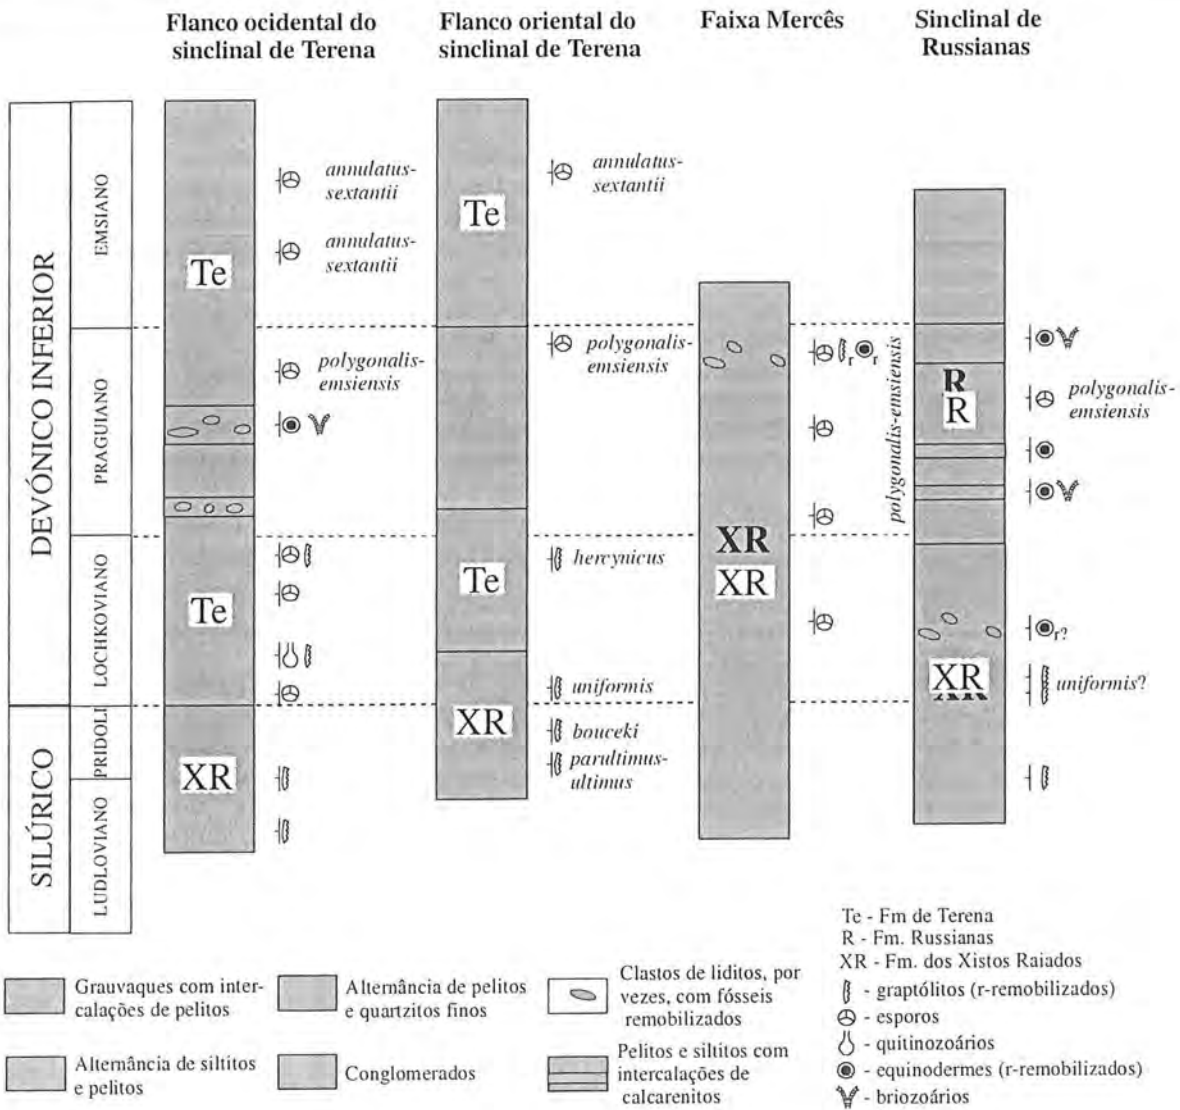 Flanco ocidental do
sinclinal de Terena
Flanco oriental do
sinclinal de Terena
Faixa Mercês
Sinclinal de
Russianas
DEVÓNICO INFERIOR
SILÚRICO
EMSIANO
PRAGUIANO
LOCHKOVIANO
PRIDOLI
LUDLOVIANO
Te
annulatus-
sextantii
annulatus-
sextantii
polygonalis-
emsiensis
Te
XR
Te
annulatus-
sextantii
polygonalis-
emsiensis
Te
hercynicus
uniformis
XR
bouceki
parultimus-
ultimus
r
r
polygonalis-emsiensis
XR
XR
R
R
polygonalis-
emsiensis
r?
XR
uniformis?
Grauvaques com inter-
calações de pelitos
Alternância de siltitos
e pelitos
Alternância de pelitos
e quartzitos finos
Conglomerados
Clastos de liditos, por
vezes, com fósseis
remobilizados
Pelitos e siltitos com
intercalações de
calcarenitos
Te - Fm de Terena
R - Fm. Russianas
XR - Fm. dos Xistos Raiados
- graptólitos (r-remobilizados)
- esporos
- quitinozoários
- equinodermes (r-remobilizados)
- briozoários